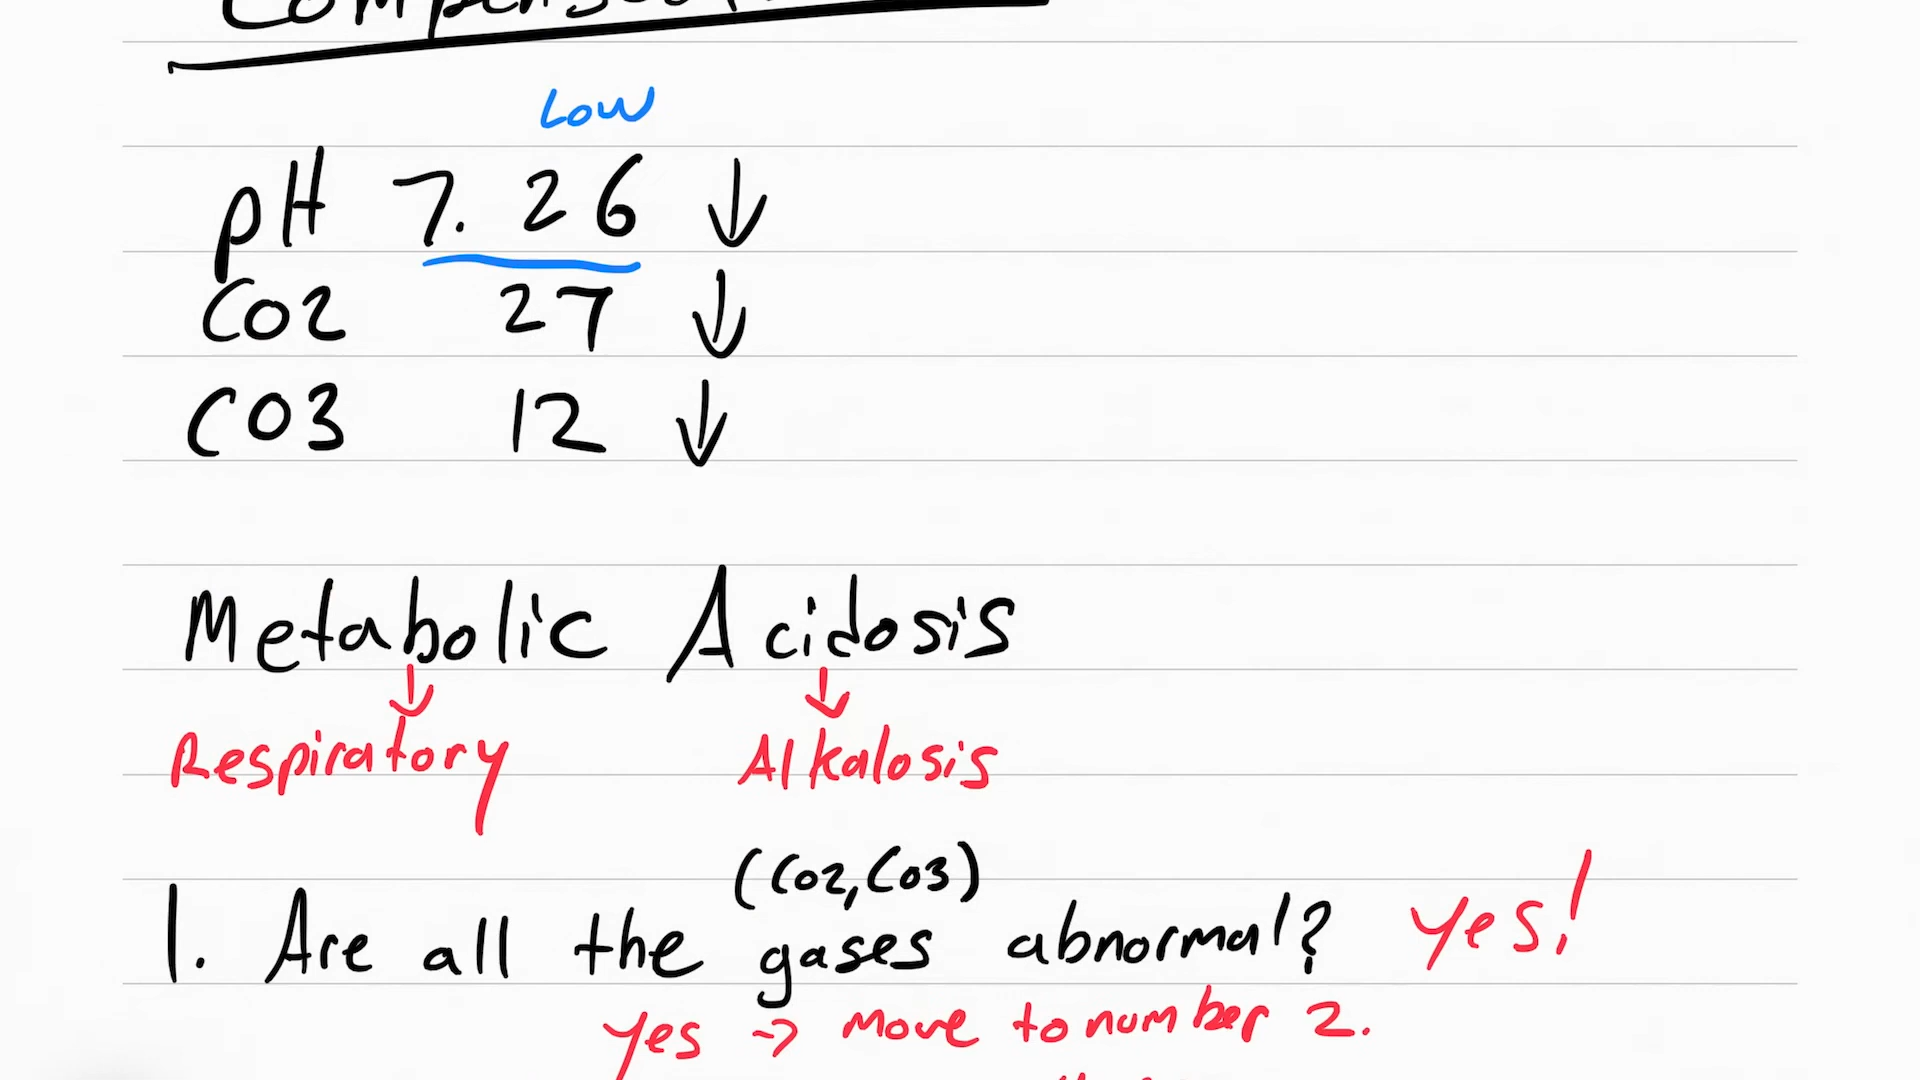 Low
pH 7.26 ↓
CO2 27 ↓
CO3 12 ↓
Metabolic Acidosis
↓ ↓
Respiratory Alkalosis
(CO2, CO3)
1. Are all the gases abnormal? Yes!
Yes → Move to number 2.